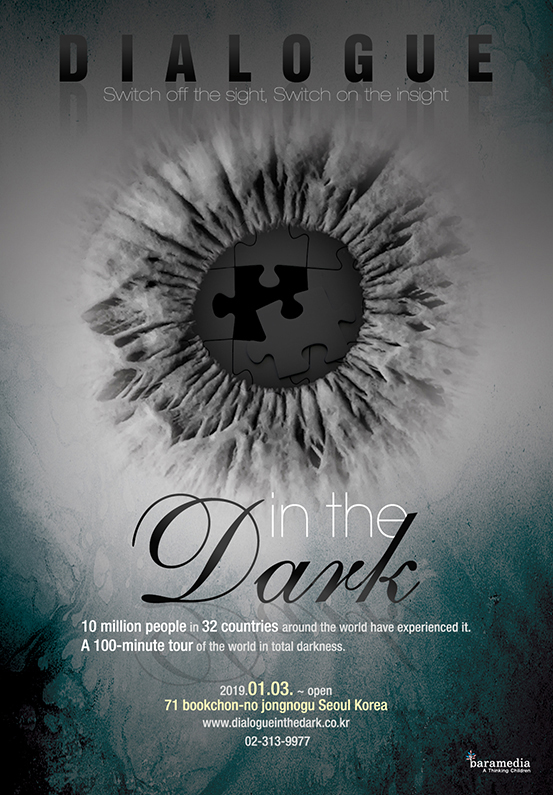 DIALOGUE
Switch off the sight, Switch on the insight
in the
Dark
10 million people in 32 countries around the world have experienced it.
A 100-minute tour of the world in total darkness.
2019.01.03. ~ open
71 bookchon-no jongnogu Seoul Korea
www.dialogueinthedark.co.kr
02-313-9977
baramedia
A Thinking Children